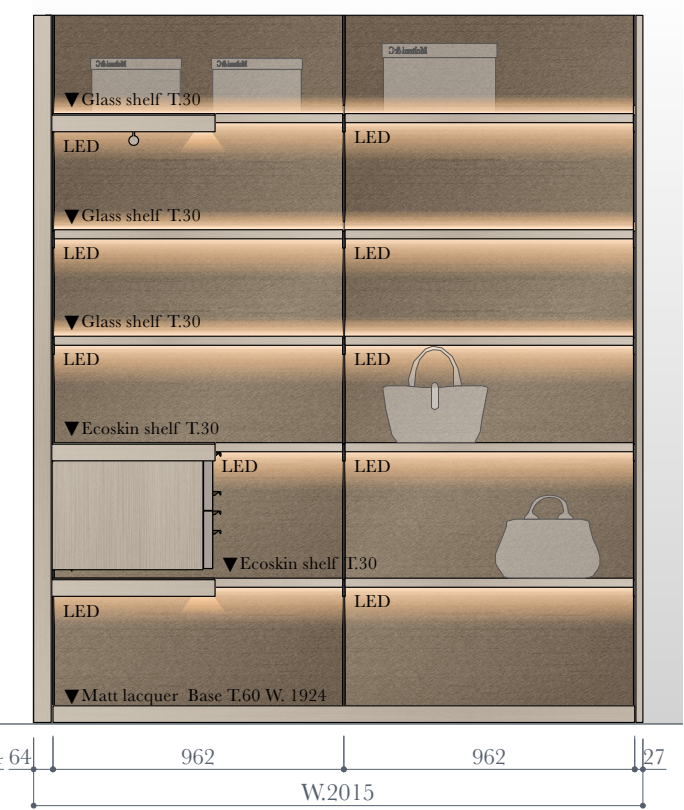 ▼Glass shelf T.30
LED
LED
▼Glass shelf T.30
LED
LED
▼Glass shelf T.30
LED
LED
▼Ecoskin shelf T.30
LED
LED
▼Ecoskin shelf T.30
LED
LED
▼Matt lacquer Base T.60 W. 1924
64
962
962
27
W.2015